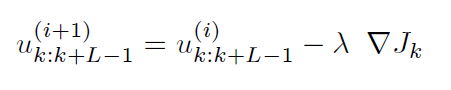 u_{k:k+L-1}^{(i+1)} = u_{k:k+L-1}^{(i)} - λ ∇J_k